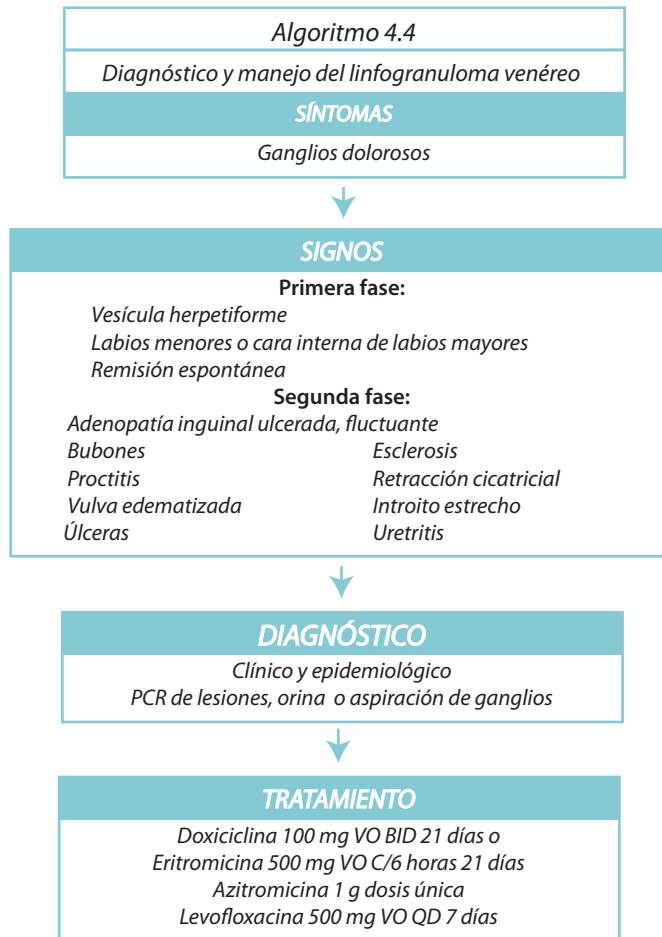 Algoritmo 4.4
Diagnóstico y manejo del linfogranuloma venéreo
SÍNTOMAS
Ganglios dolorosos
SIGNOS
Primera fase:
Vesícula herpetiforme
Labios menores o cara interna de labios mayores
Remisión espontánea
Segunda fase:
Adenopatía inguinal ulcerada, fluctuante
Bubones
Proctitis
Vulva edematizada
Úlceras
Esclerosis
Retracción cicatricial
Introito estrecho
Uretritis
DIAGNÓSTICO
Clínico y epidemiológico
PCR de lesiones, orina o aspiración de ganglios
TRATAMIENTO
Doxiciclina 100 mg VO BID 21 días o
Eritromicina 500 mg VO C/6 horas 21 días
Azitromicina 1 g dosis única
Levofloxacina 500 mg VO QD 7 días